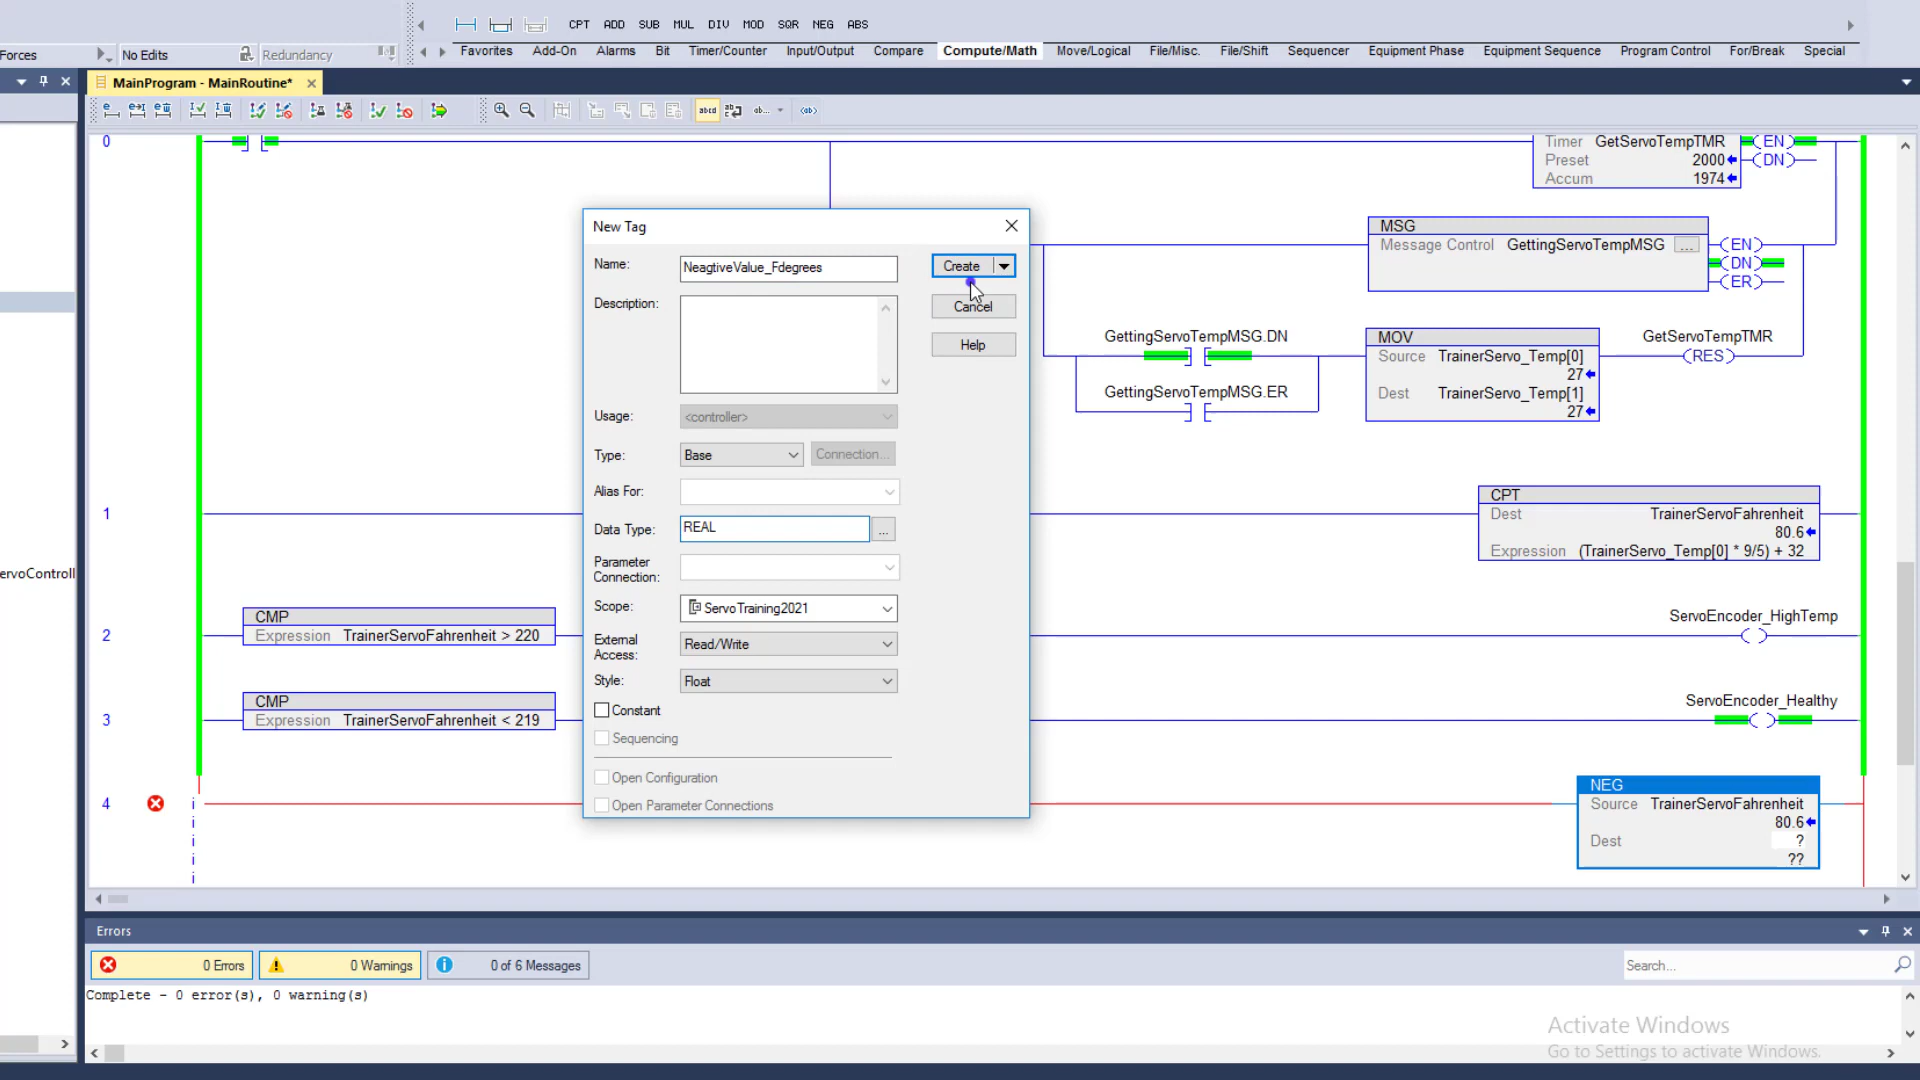 CPT ADD SUB MUL DIV MOD SQR NEG ABS
Forces No Edits Redundancy
Favorites Add-On Alarms Bit Timer/Counter Input/Output Compare Compute/Math Move/Logical File/Misc. File/Shift Sequencer Equipment Phase Equipment Sequence Program Control For/Break Special
MainProgram - MainRoutine*
abcd ab... <ab>
0
Timer GetServoTempTMR (EN)
Preset 2000 (DN)
Accum 1974
MSG
Message Control GettingServoTempMSG ... (EN)
(DN)
(ER)
GettingServoTempMSG.DN
GettingServoTempMSG.ER
MOV
Source TrainerServo_Temp[0]
27
Dest TrainerServo_Temp[1]
27
GetServoTempTMR
(RES)
1
CPT
Dest TrainerServoFahrenheit
80.6
Expression (TrainerServo_Temp[0] * 9/5) + 32
ervoControll
2
CMP
Expression TrainerServoFahrenheit > 220
ServoEncoder_HighTemp
3
CMP
Expression TrainerServoFahrenheit < 219
ServoEncoder_Healthy
4
i
i
i
i
i
NEG
Source TrainerServoFahrenheit
80.6
Dest ?
??
New Tag
Name: NeagtiveValue_Fdegrees
Create
Description:
Cancel
Help
Usage: <controller>
Type: Base Connection...
Alias For:
Data Type: REAL ...
Parameter
Connection:
Scope: ServoTraining2021
External
Access: Read/Write
Style: Float
Constant
Sequencing
Open Configuration
Open Parameter Connections
Errors
0 Errors 0 Warnings 0 of 6 Messages
Search...
Complete - 0 error(s), 0 warning(s)
Activate Windows
Go to Settings to activate Windows.